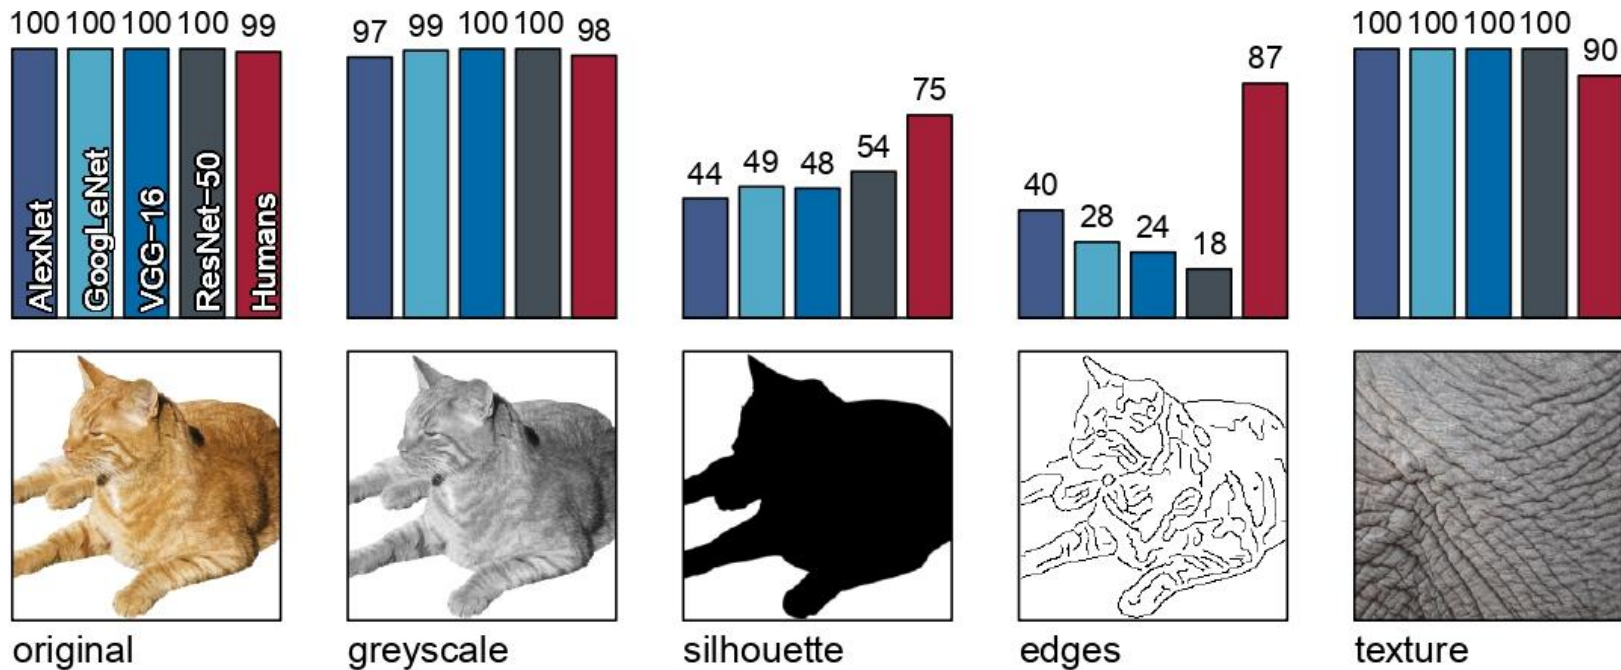 100 100 100 100 99
97 99 100 100 98
44 49 48 54 75
40 28 24 18 87
100 100 100 100 90
AlexNet
GoogLeNet
VGG−16
ResNet−50
Humans
original
greyscale
silhouette
edges
texture